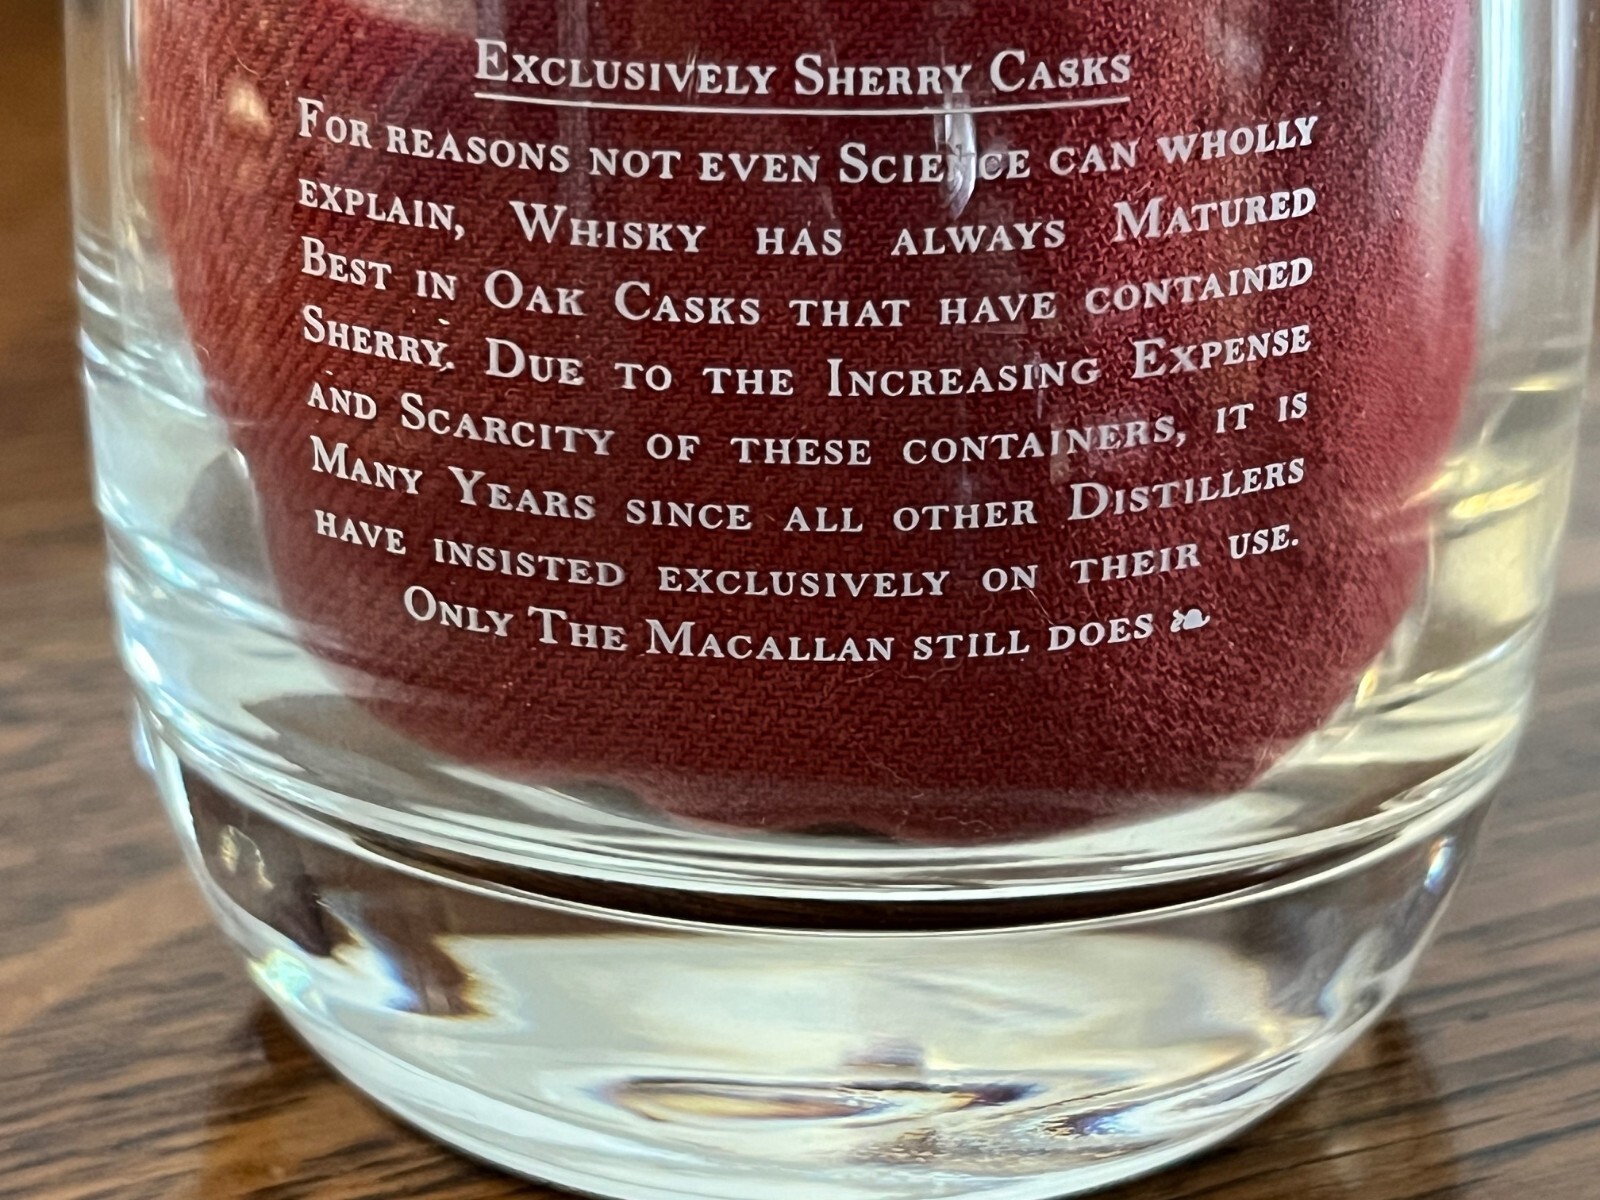 Exclusively Sherry Casks
For reasons not even Science can wholly
explain, Whisky has always Matured
Best in Oak Casks that have contained
Sherry. Due to the Increasing Expense
and Scarcity of these containers, it is
Many Years since all other Distillers
have insisted exclusively on their use.
Only The Macallan still does ❧